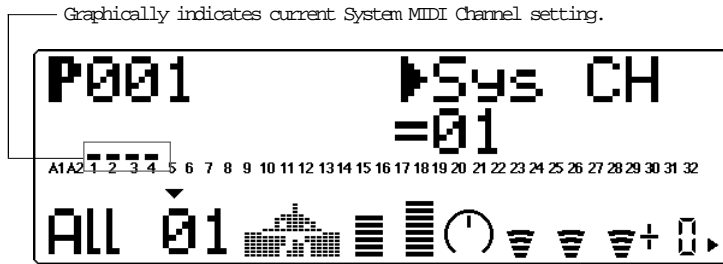 Graphically indicates current System MIDI Channel setting.
P001 ▶Sys CH
=01
A1 A2 1 2 3 4 5 6 7 8 9 10 11 12 13 14 15 16 17 18 19 20 21 22 23 24 25 26 27 28 29 30 31 32
All 01 + 0